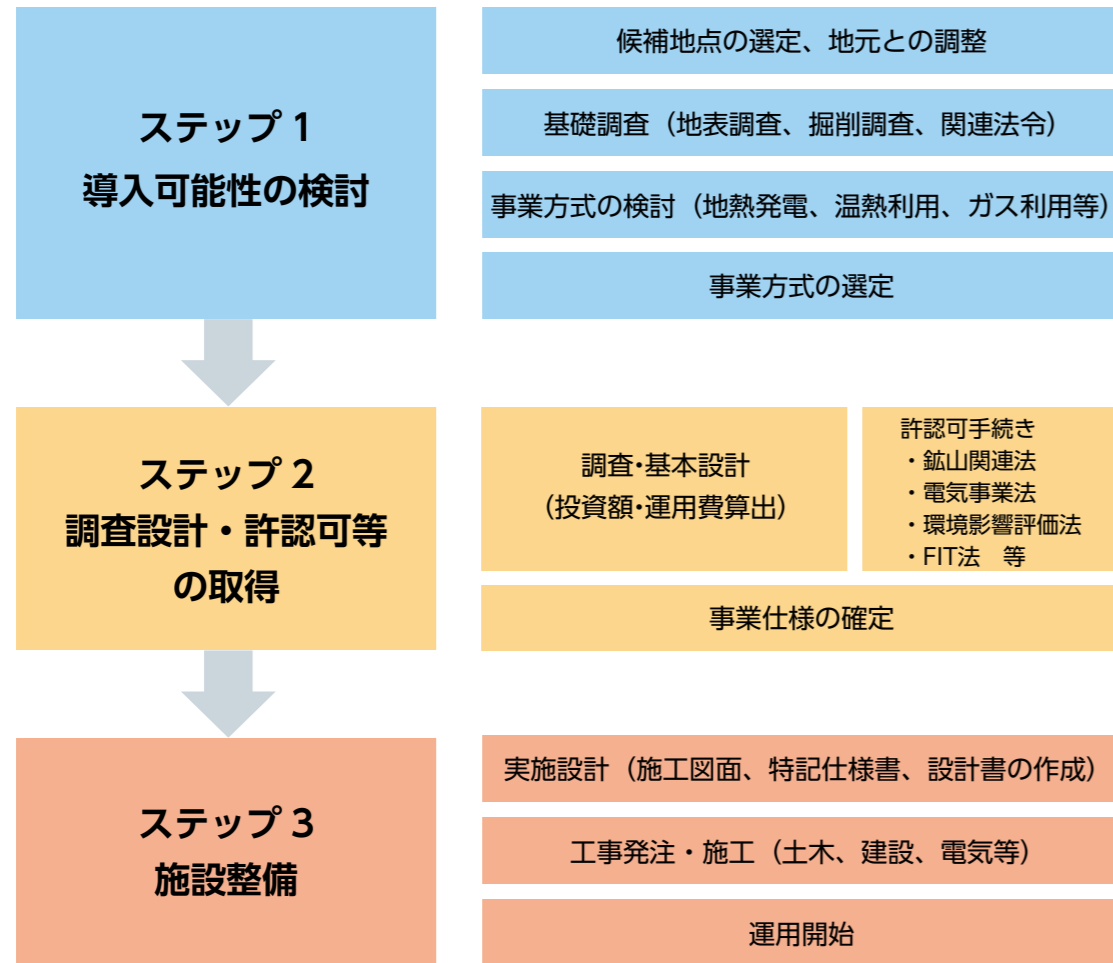 ステップ 1
導入可能性の検討
候補地点の選定、地元との調整
基礎調査（地表調査、掘削調査、関連法令）
事業方式の検討（地熱発電、温熱利用、ガス利用等）
事業方式の選定
ステップ 2
調査設計・許認可等
の取得
調査･基本設計
（投資額･運用費算出）
許認可手続き
・鉱山関連法
・電気事業法
・環境影響評価法
・FIT法　等
事業仕様の確定
ステップ 3
施設整備
実施設計（施工図面、特記仕様書、設計書の作成）
工事発注・施工（土木、建設、電気等）
運用開始